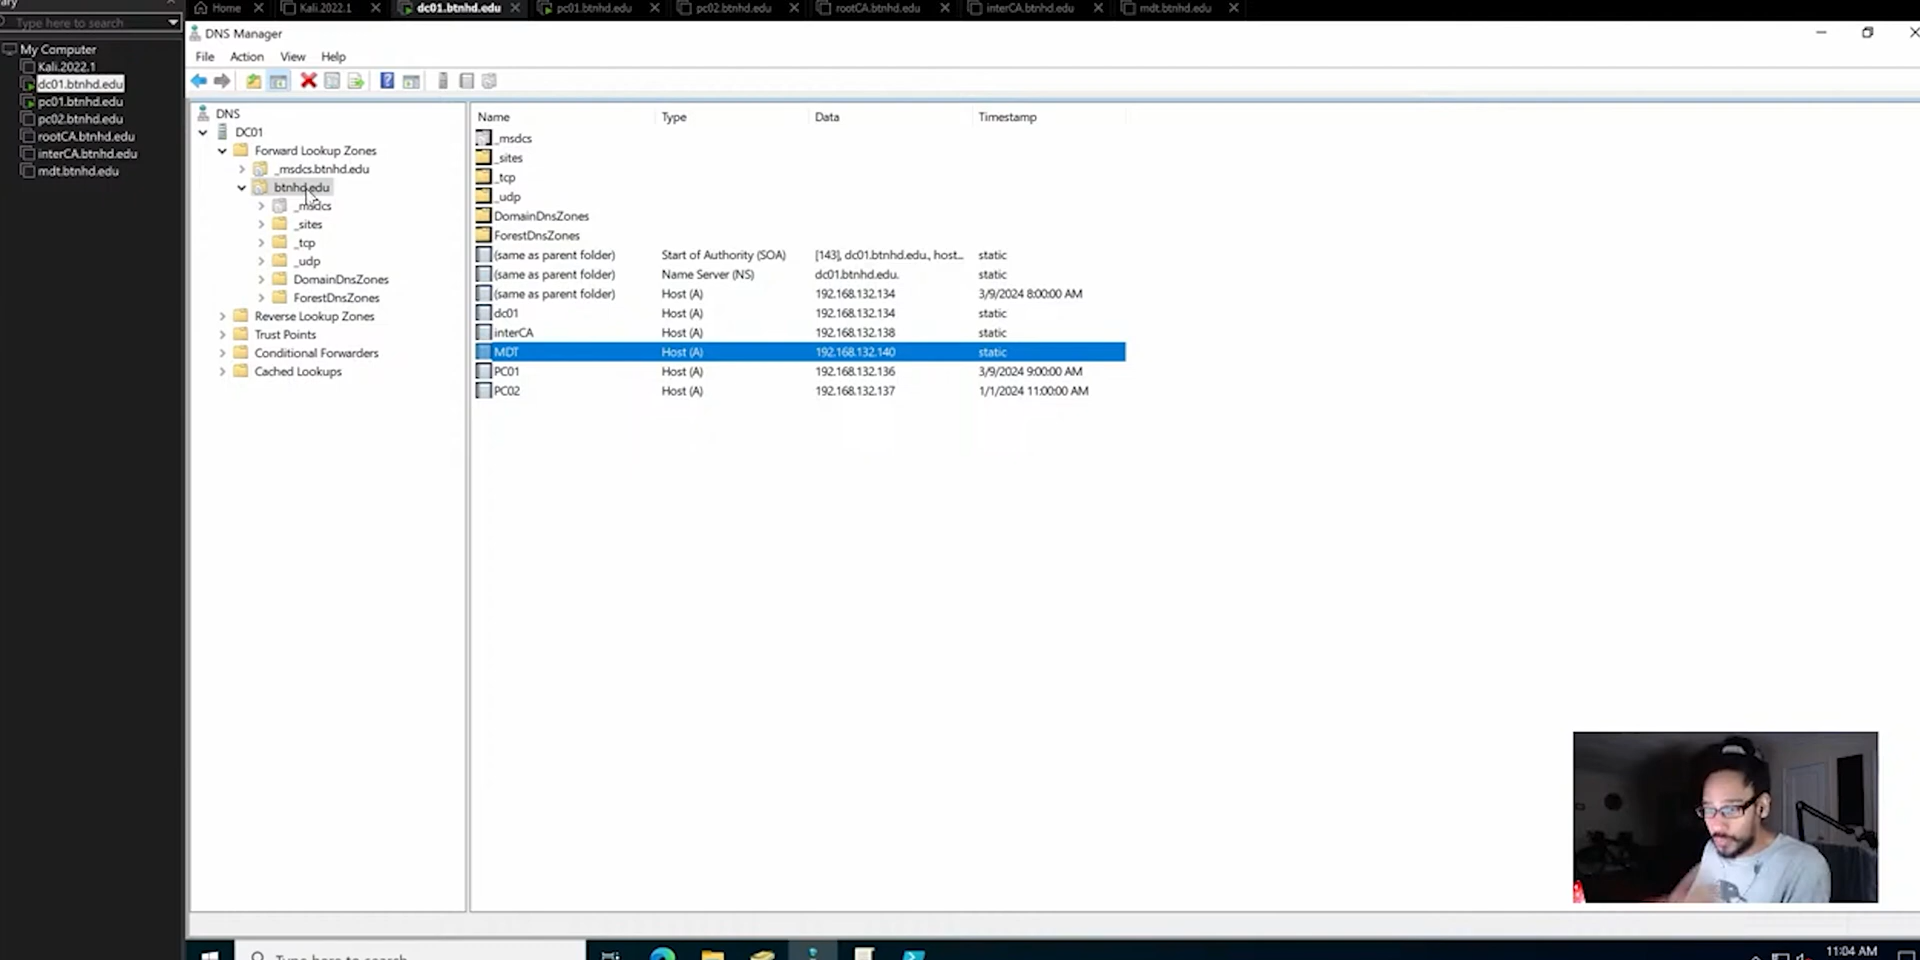 ary
Home
Kali.2022.1
dc01.btnhd.edu
pc01.btnhd.edu
pc02.btnhd.edu
rootCA.btnhd.edu
interCA.btnhd.edu
mdt.btnhd.edu
Type here to search
My Computer
Kali.2022.1
dc01.btnhd.edu
pc01.btnhd.edu
pc02.btnhd.edu
rootCA.btnhd.edu
interCA.btnhd.edu
mdt.btnhd.edu
DNS Manager
File Action View Help
DNS
DC01
Forward Lookup Zones
_msdcs.btnhd.edu
btnhd.edu
_msdcs
_sites
_tcp
_udp
DomainDnsZones
ForestDnsZones
Reverse Lookup Zones
Trust Points
Conditional Forwarders
Cached Lookups
Name Type Data Timestamp
_msdcs
_sites
_tcp
_udp
DomainDnsZones
ForestDnsZones
(same as parent folder) Start of Authority (SOA) [143], dc01.btnhd.edu., host... static
(same as parent folder) Name Server (NS) dc01.btnhd.edu. static
(same as parent folder) Host (A) 192.168.132.134 3/9/2024 8:00:00 AM
dc01 Host (A) 192.168.132.134 static
interCA Host (A) 192.168.132.138 static
MDT Host (A) 192.168.132.140 static
PC01 Host (A) 192.168.132.136 3/9/2024 9:00:00 AM
PC02 Host (A) 192.168.132.137 1/1/2024 11:00:00 AM
Type here to search
11:04 AM